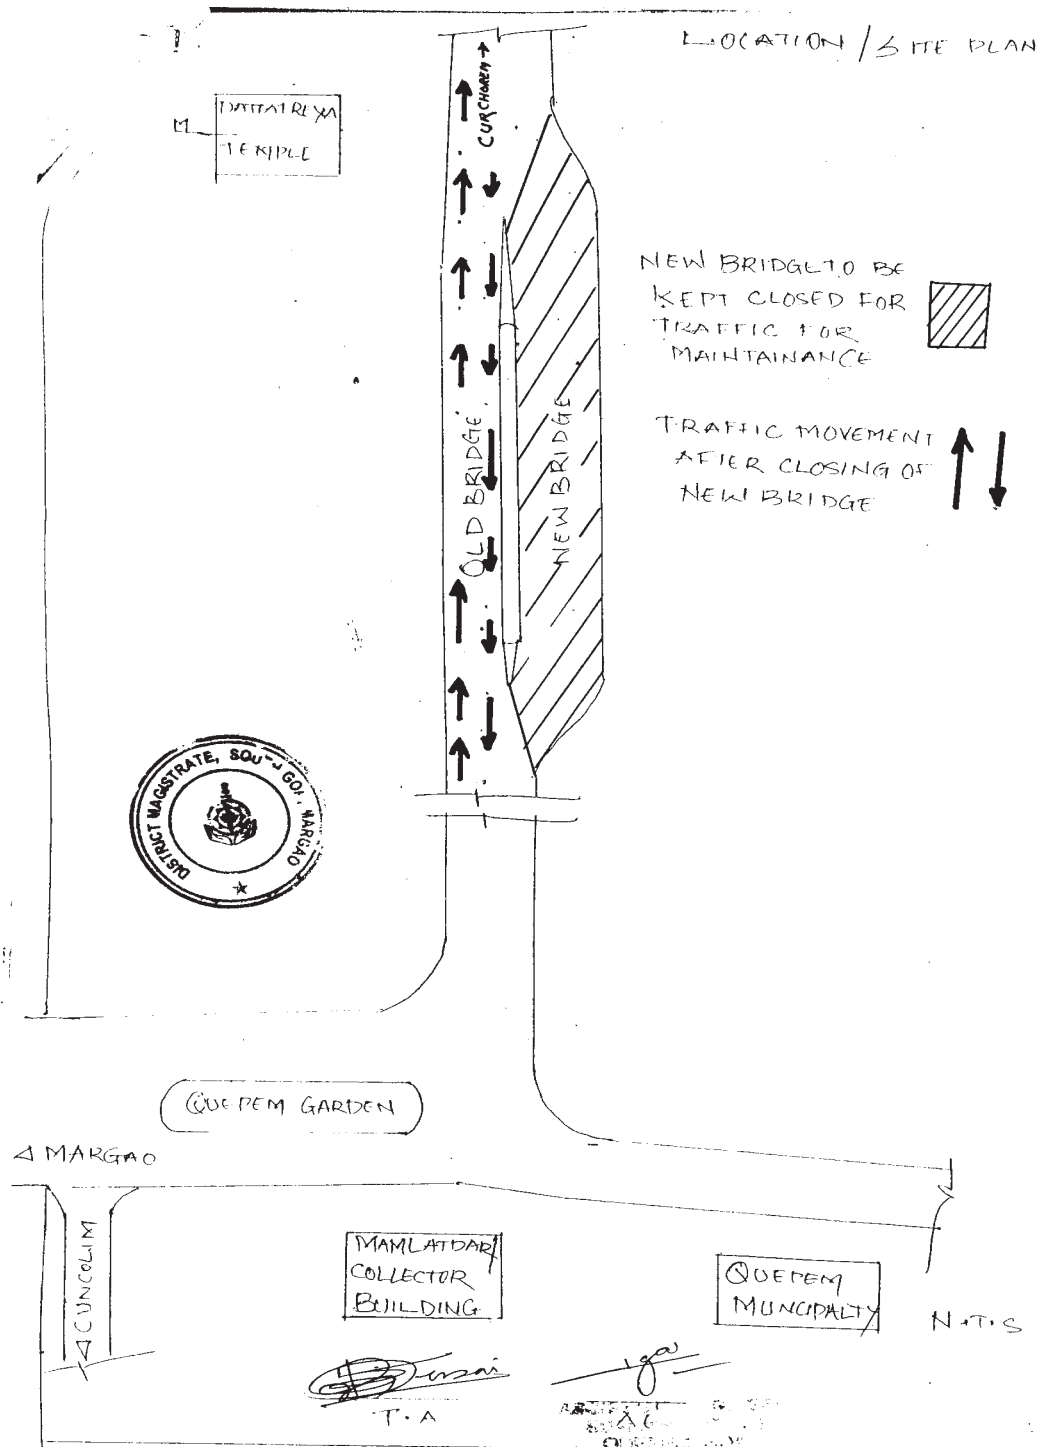 LOCATION / SITE PLAN
CURCHOREM →
DATTATREYA
TEMPLE
NEW BRIDGE TO BE
KEPT CLOSED FOR
TRAFFIC FOR
MAINTAINANCE
TRAFFIC MOVEMENT
AFTER CLOSING OF
NEW BRIDGE
OLD BRIDGE
NEW BRIDGE
DISTRICT MAGISTRATE, SOUTH GOA, MARGAO
QUEPEM GARDEN
MARGAO
CUNCOLIM
MAMLATDAR/
COLLECTOR
BUILDING
QUEPEM
MUNCIPALTY
N.T.S
T.A